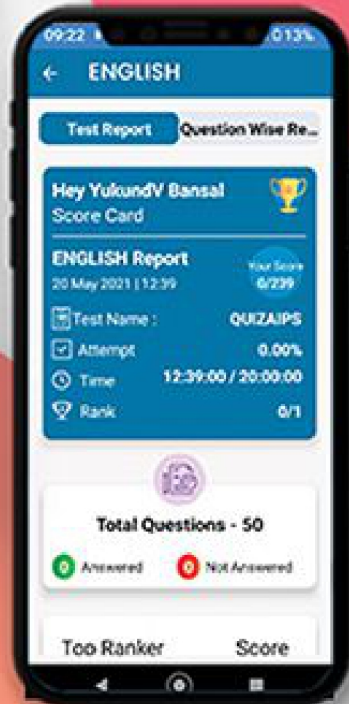 09:22 013%
ENGLISH
Test Report Question Wise Re...
Hey YukundV Bansal
Score Card
ENGLISH Report
20 May 2021 | 12:39
Your Score
0/239
Test Name : QUIZAIPS
Attempt 0.00%
Time 12:39:00 / 20:00:00
Rank 0/1
Total Questions - 50
0 Answered 0 Not Answered
Top Ranker Score